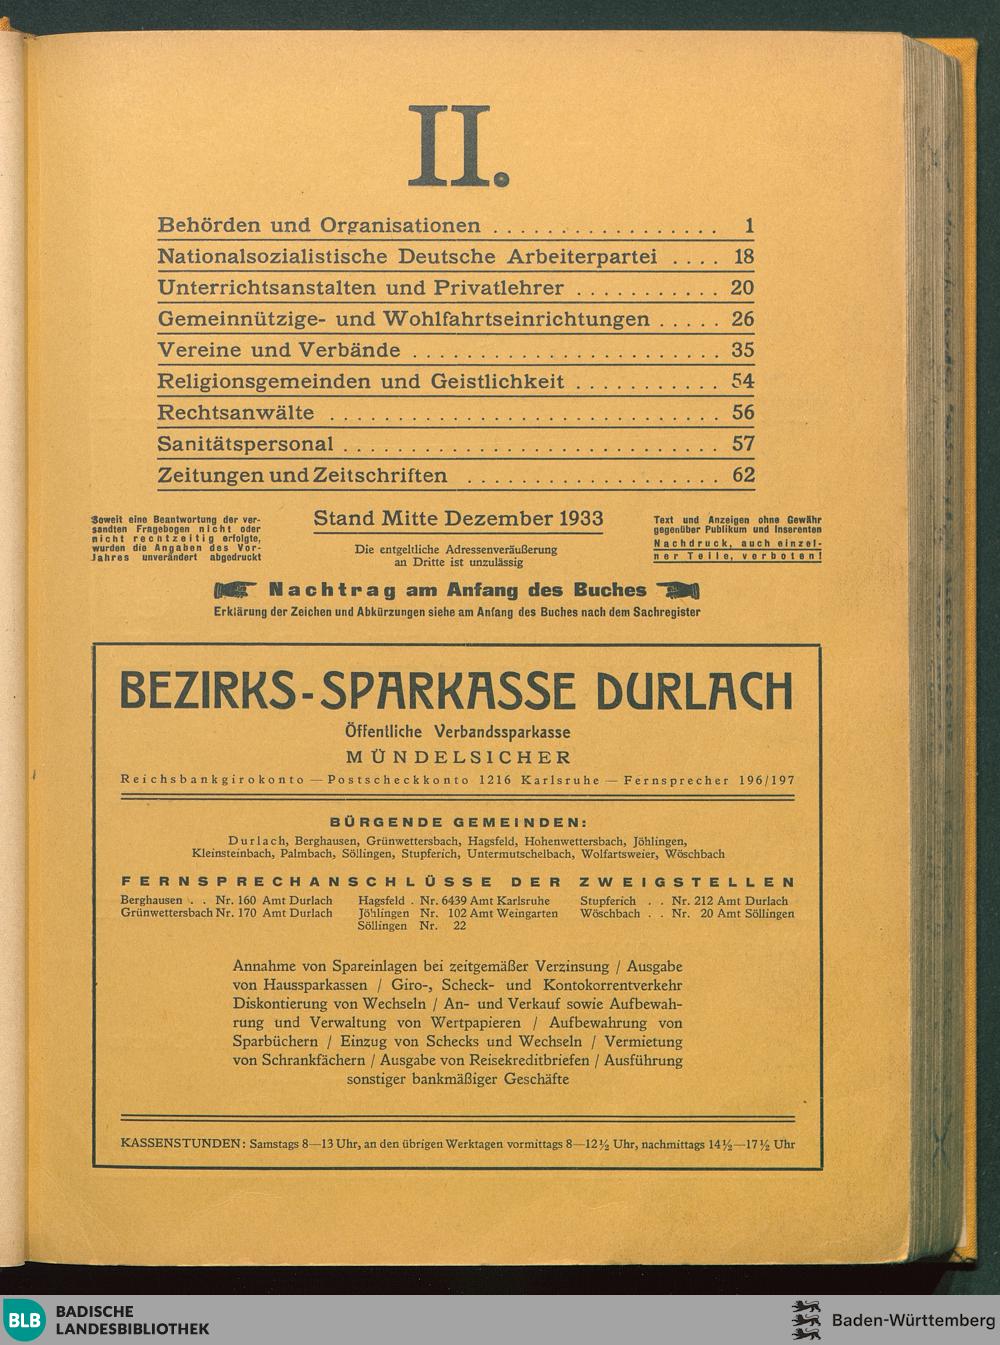 II.
Behörden und Organisationen . . . . . . . . . . . . . . . . . 1
Nationalsozialistische Deutsche Arbeiterpartei . . . . 18
Unterrichtsanstalten und Privatlehrer . . . . . . . . . . . 20
Gemeinnützige- und Wohlfahrtseinrichtungen . . . . . 26
Vereine und Verbände . . . . . . . . . . . . . . . . . . . . . . . 35
Religionsgemeinden und Geistlichkeit . . . . . . . . . . . 54
Rechtsanwälte . . . . . . . . . . . . . . . . . . . . . . . . . . . . . 56
Sanitätspersonal . . . . . . . . . . . . . . . . . . . . . . . . . . . . 57
Zeitungen und Zeitschriften . . . . . . . . . . . . . . . . . . . 62
Soweit eine Beantwortung der ver-
sandten Fragebogen nicht oder
nicht rechtzeitig erfolgte,
wurden die Angaben des Vor-
jahres unverändert abgedruckt
Stand Mitte Dezember 1933
Die entgeltliche Adressenveräußerung
an Dritte ist unzulässig
Text und Anzeigen ohne Gewähr
gegenüber Publikum und Inserenten
Nachdruck, auch einzel-
ner Teile, verboten!
Nachtrag am Anfang des Buches
Erklärung der Zeichen und Abkürzungen siehe am Anfang des Buches nach dem Sachregister
BEZIRKS-SPARKASSE DURLACH
Öffentliche Verbandssparkasse
MÜNDELSICHER
Reichsbankgirokonto — Postscheckkonto 1216 Karlsruhe — Fernsprecher 196/197
BÜRGENDE GEMEINDEN:
Durlach, Berghausen, Grünwettersbach, Hagsfeld, Hohenwettersbach, Jöhlingen,
Kleinsteinbach, Palmbach, Söllingen, Stupferich, Untermutschelbach, Wolfartsweier, Wöschbach
FERNSPRECHANSCHLÜSSE DER ZWEIGSTELLEN
Berghausen . . Nr. 160 Amt Durlach Hagsfeld . Nr. 6439 Amt Karlsruhe Stupferich . . Nr. 212 Amt Durlach
Grünwettersbach Nr. 170 Amt Durlach Jöhlingen Nr. 102 Amt Weingarten Wöschbach . . Nr. 20 Amt Söllingen
Söllingen Nr. 22
Annahme von Spareinlagen bei zeitgemäßer Verzinsung / Ausgabe
von Haussparkassen / Giro-, Scheck- und Kontokorrentverkehr
Diskontierung von Wechseln / An- und Verkauf sowie Aufbewah-
rung und Verwaltung von Wertpapieren / Aufbewahrung von
Sparbüchern / Einzug von Schecks und Wechseln / Vermietung
von Schrankfächern / Ausgabe von Reisekreditbriefen / Ausführung
sonstiger bankmäßiger Geschäfte
KASSENSTUNDEN: Samstags 8—13 Uhr, an den übrigen Werktagen vormittags 8—12½ Uhr, nachmittags 14½—17½ Uhr
BLB BADISCHE
LANDESBIBLIOTHEK
Baden-Württemberg